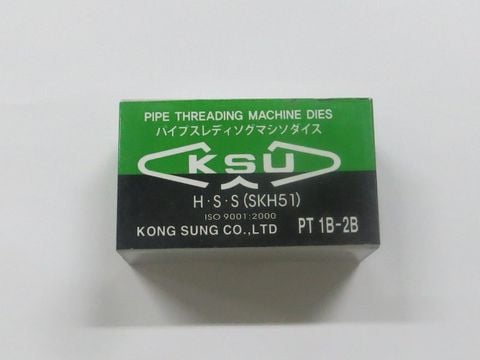 PIPE THREADING MACHINE DIES
パイプスレディソグマシソダイス
KSU
H·S·S(SKH51)
ISO 9001:2000
KONG SUNG CO.,LTD
PT 1B-2B